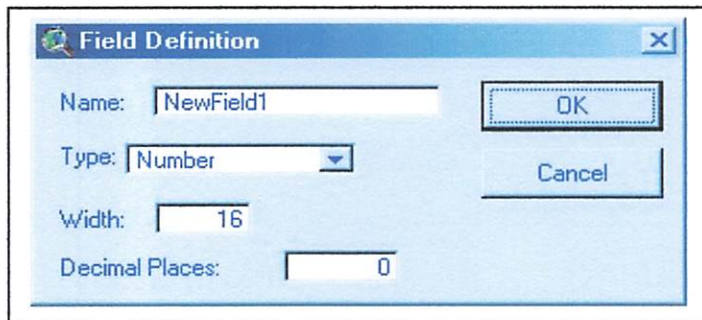 Field Definition
Name: NewField1
OK
Type: Number
Cancel
Width: 16
Decimal Places: 0